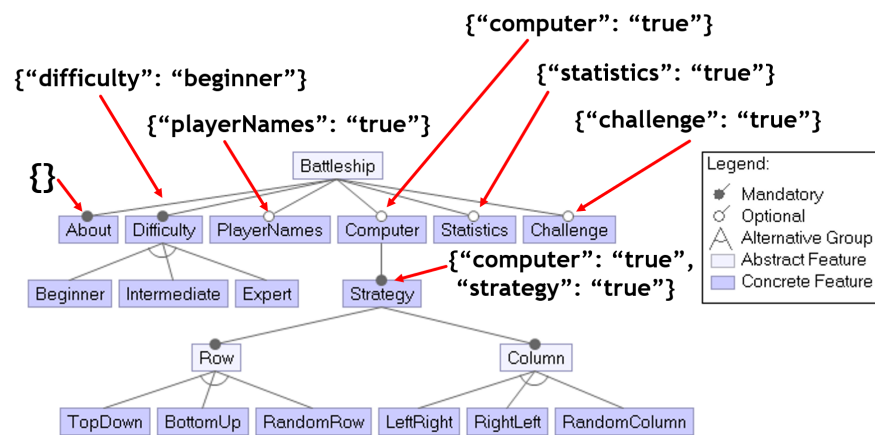 {“computer”: “true”}
{“difficulty”: “beginner”}
{“statistics”: “true”}
{“playerNames”: “true”}
{“challenge”: “true”}
{}
Battleship
Legend:
Mandatory
Optional
Alternative Group
Abstract Feature
Concrete Feature
About Difficulty PlayerNames Computer Statistics Challenge
{“computer”: “true”,
“strategy”: “true”}
Beginner Intermediate Expert Strategy
Row Column
TopDown BottomUp RandomRow LeftRight RightLeft RandomColumn